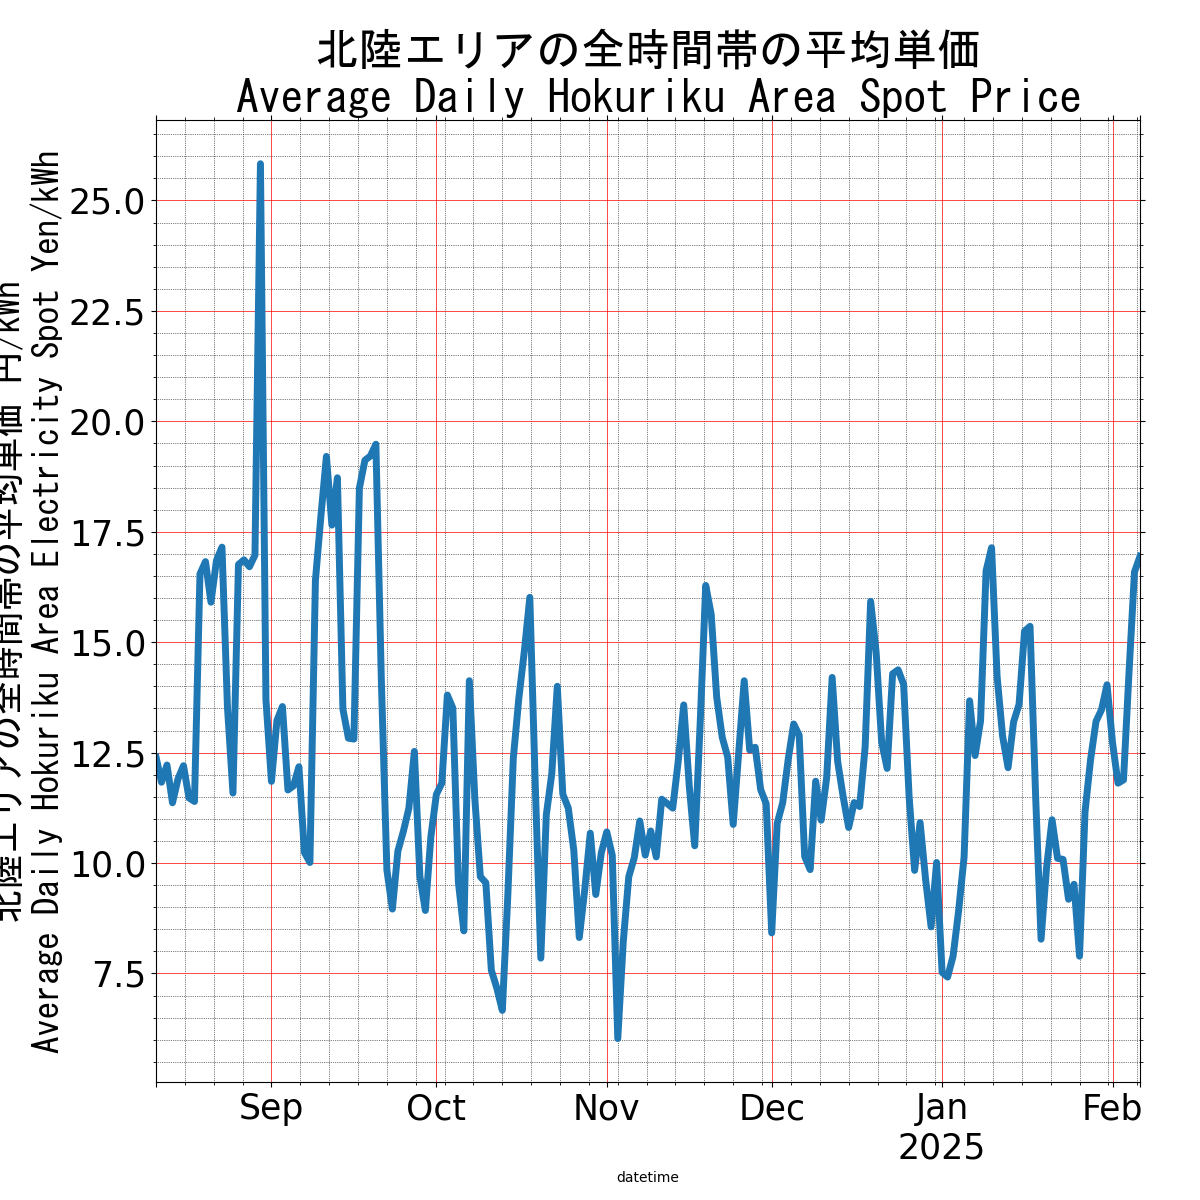 北陸エリアの全時間帯の平均単価
Average Daily Hokuriku Area Spot Price
北陸エリアの全時間帯の平均単価 円/kWh
Average Daily Hokuriku Area Electricity Spot Yen/kWh
25.0
22.5
20.0
17.5
15.0
12.5
10.0
7.5
Sep
Oct
Nov
Dec
Jan
2025
Feb
datetime